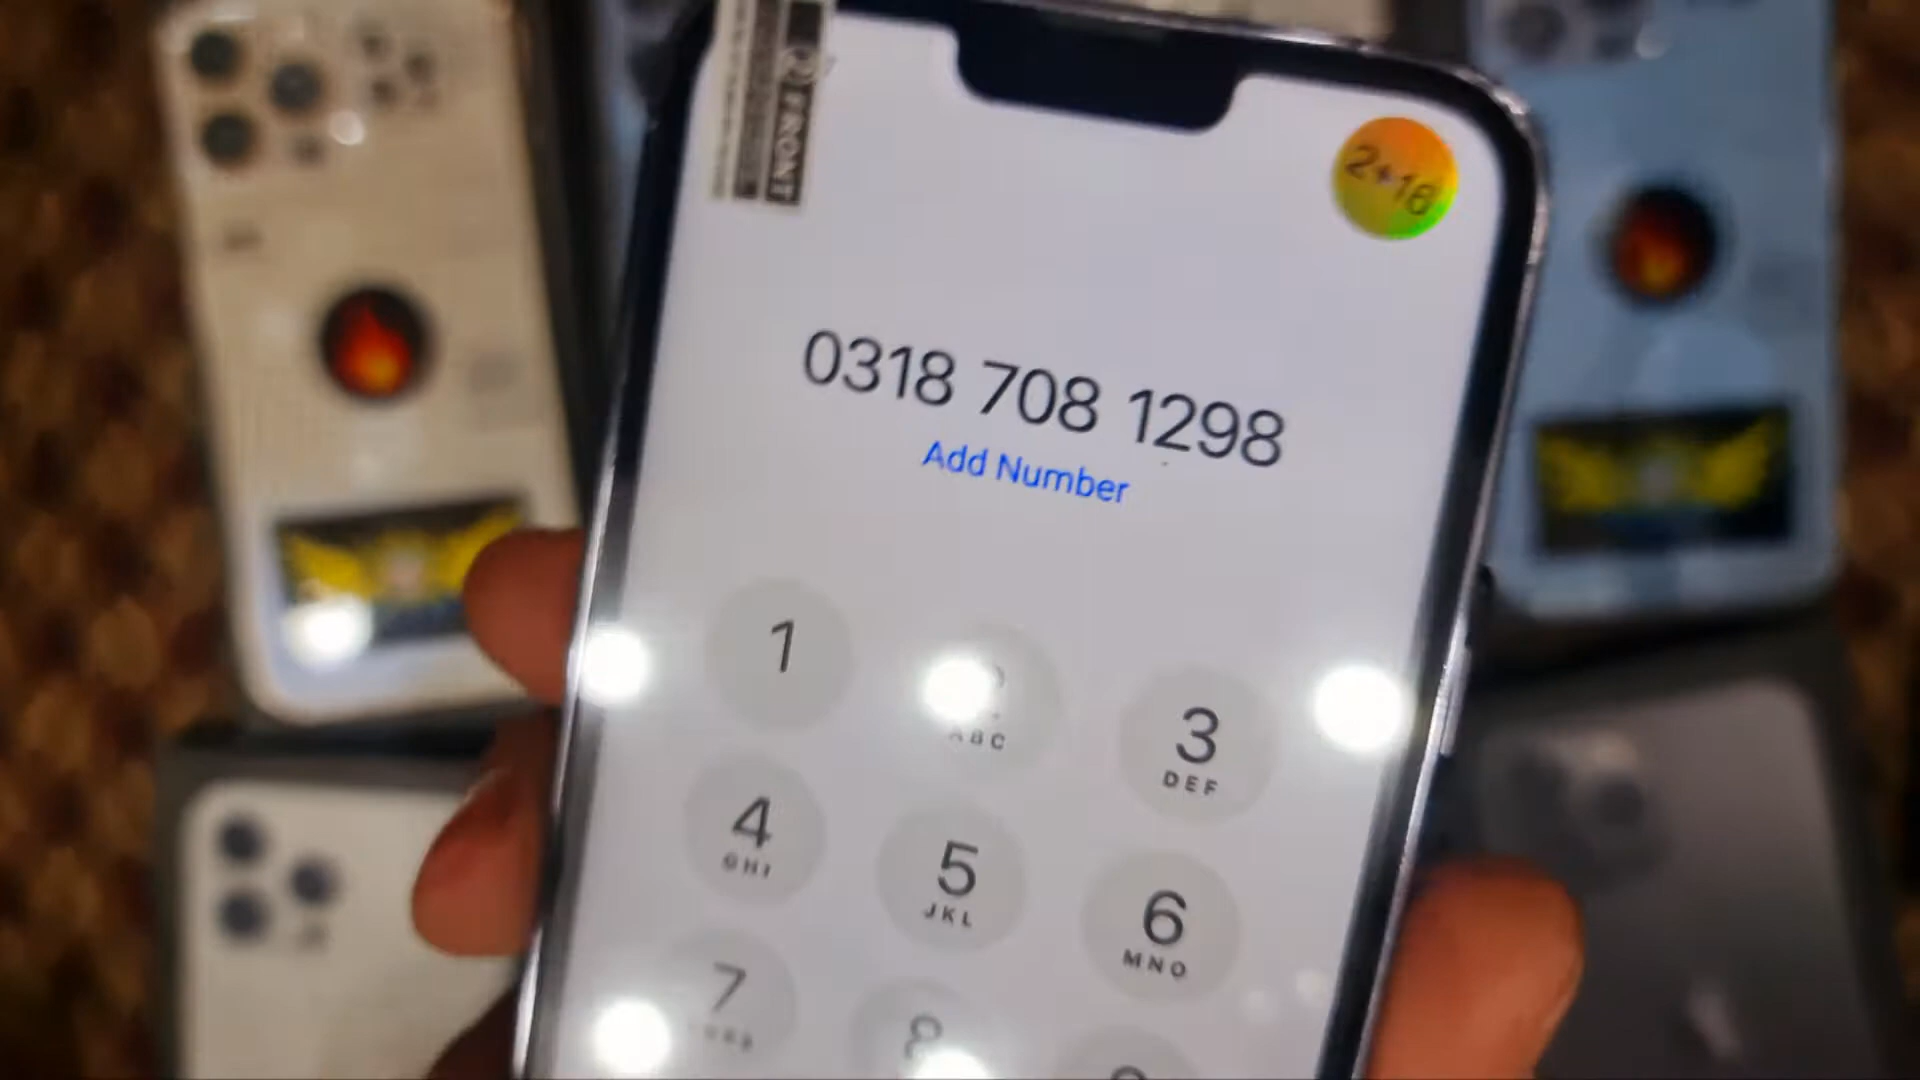 FRONT
2+16
0318 708 1298
Add Number
1
ABC
3
DEF
4
GHI
5
JKL
6
MNO
7
8